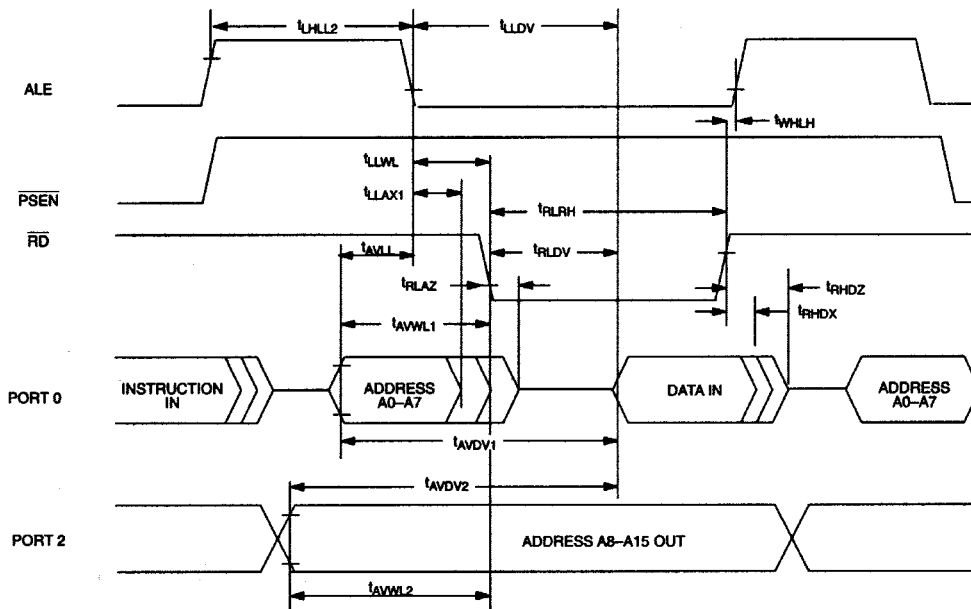 tLHLL2
tLLDV
ALE
tWHLH
tLLWL
PSEN
tLLAX1
tRLRH
RD
tAVLL
tRLDV
tRLAZ
tRHDZ
tAVWL1
tRHDX
PORT 0
INSTRUCTION
IN
ADDRESS
A0–A7
DATA IN
ADDRESS
A0–A7
tAVDV1
tAVDV2
PORT 2
ADDRESS A8–A15 OUT
tAVWL2